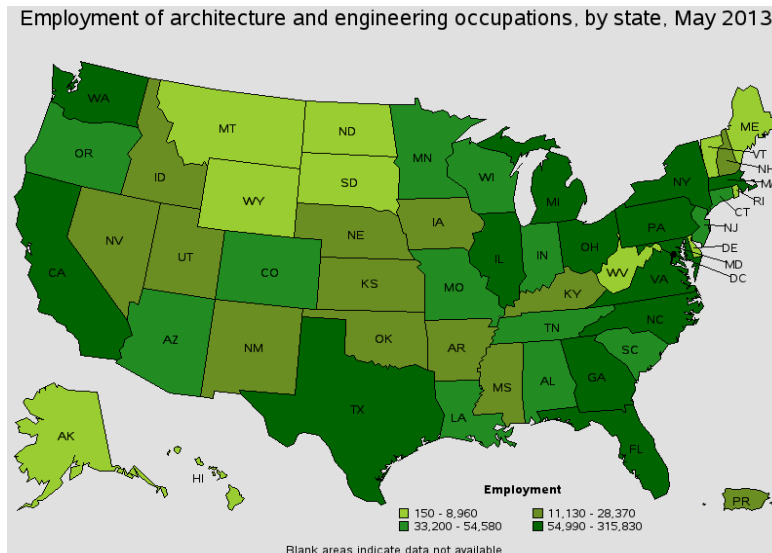 Employment of architecture and engineering occupations, by state, May 2013
WA
MT
ND
ME
OR
MN
VT
ID
NH
WI
SD
NY
MA
WY
MI
RI
CT
IA
PA
NJ
NE
NV
OH
DE
IN
IL
UT
MD
CA
CO
WV
VA
DC
KS
MO
KY
NC
TN
AZ
OK
NM
AR
SC
MS
AL
GA
TX
LA
AK
FL
HI
PR
Employment
150 - 8,960
11,130 - 28,370
33,200 - 54,580
54,990 - 315,830
Blank areas indicate data not available